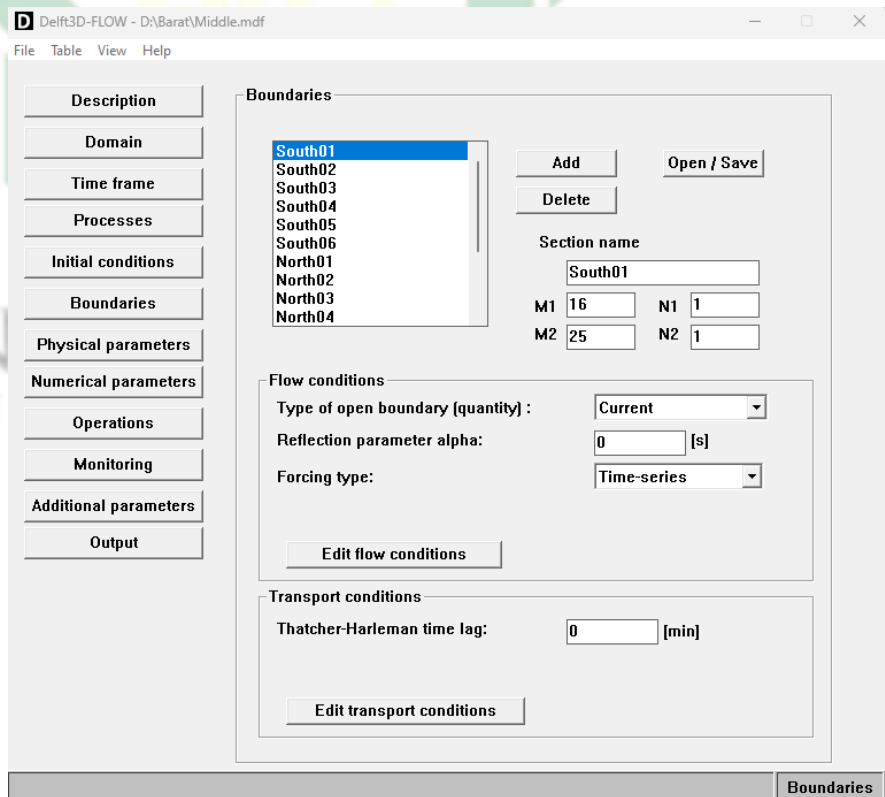 Delft3D-FLOW - D:\Barat\Middle.mdf
File Table View Help
Description
Domain
Time frame
Processes
Initial conditions
Boundaries
Physical parameters
Numerical parameters
Operations
Monitoring
Additional parameters
Output
Boundaries
South01
South02
South03
South04
South05
South06
North01
North02
North03
North04
Add
Open / Save
Delete
Section name
South01
M1 16 N1 1
M2 25 N2 1
Flow conditions
Type of open boundary (quantity) : Current
Reflection parameter alpha: 0 [s]
Forcing type: Time-series
Edit flow conditions
Transport conditions
Thatcher-Harleman time lag: 0 [min]
Edit transport conditions
Boundaries